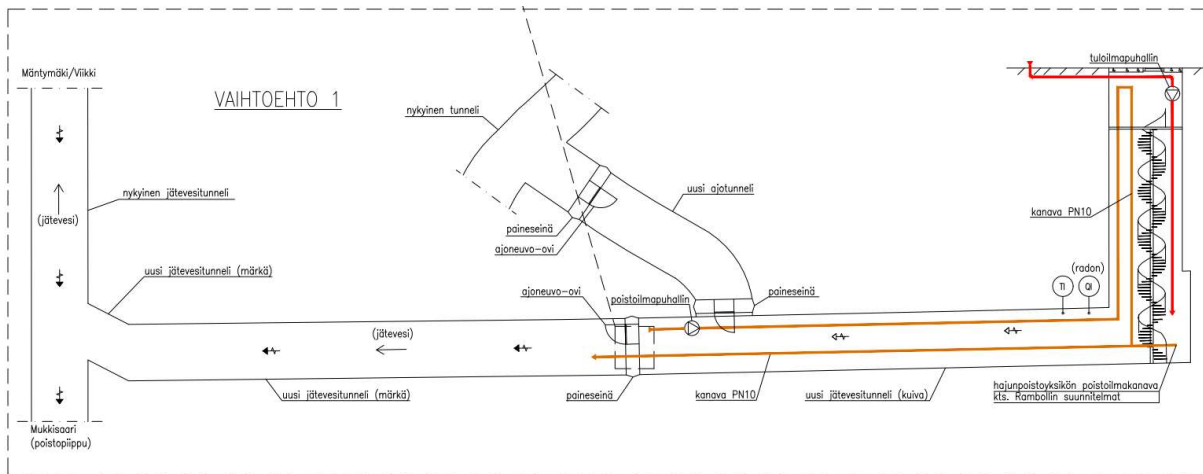 Mäntymäki/Viikki
VAIHTOEHTO 1
tuloilmapuhallin
nykyinen tunneli
nykyinen jätevesitunneli
(jätevesi)
uusi ajotunneli
kanava PN10
paineseinä
ajoneuvo-ovi
uusi jätevesitunneli (märkä)
(radon)
TI
QI
ajoneuvo-ovi
poistoilmapuhallin
paineseinä
(jätevesi)
uusi jätevesitunneli (märkä)
paineseinä
kanava PN10
uusi jätevesitunneli (kuiva)
hajunpoistoyksikön poistoilmakanava
kts. Rambollin suunnitelmat
Mukkisaari
(poistopiippu)